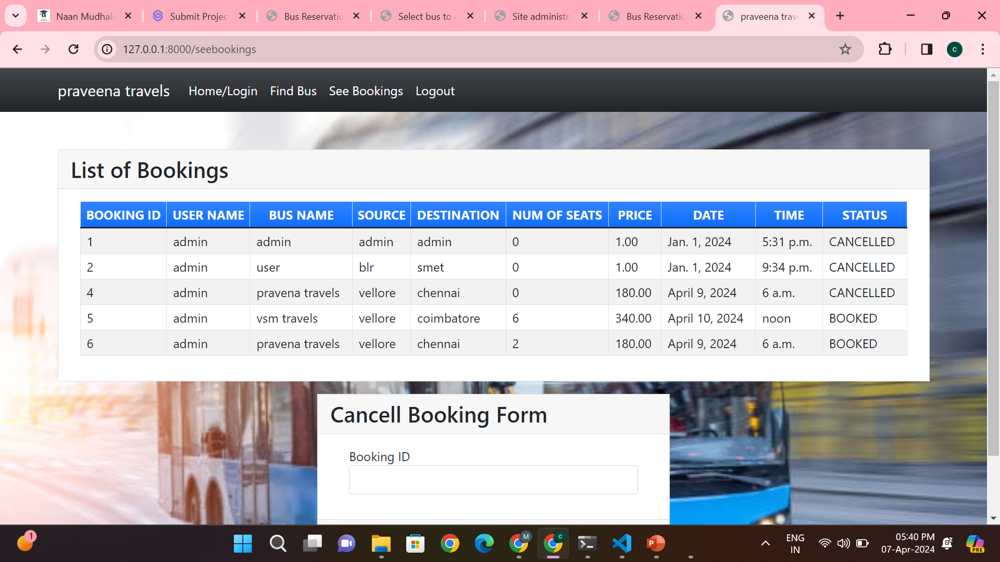 Naan Mudhal
Submit Project
Bus Reservatio
Select bus to c
Site administra
Bus Reservatio
praveena trav
127.0.0.1:8000/seebookings
C
praveena travels Home/Login Find Bus See Bookings Logout
List of Bookings
BOOKING ID USER NAME BUS NAME SOURCE DESTINATION NUM OF SEATS PRICE DATE TIME STATUS
1 admin admin admin admin 0 1.00 Jan. 1, 2024 5:31 p.m. CANCELLED
2 admin user blr smet 0 1.00 Jan. 1, 2024 9:34 p.m. CANCELLED
4 admin pravena travels vellore chennai 0 180.00 April 9, 2024 6 a.m. CANCELLED
5 admin vsm travels vellore coimbatore 6 340.00 April 10, 2024 noon BOOKED
6 admin pravena travels vellore chennai 2 180.00 April 9, 2024 6 a.m. BOOKED
Cancell Booking Form
Booking ID
1
M
C
P
ENG
IN
05:40 PM
07-Apr-2024
PRE